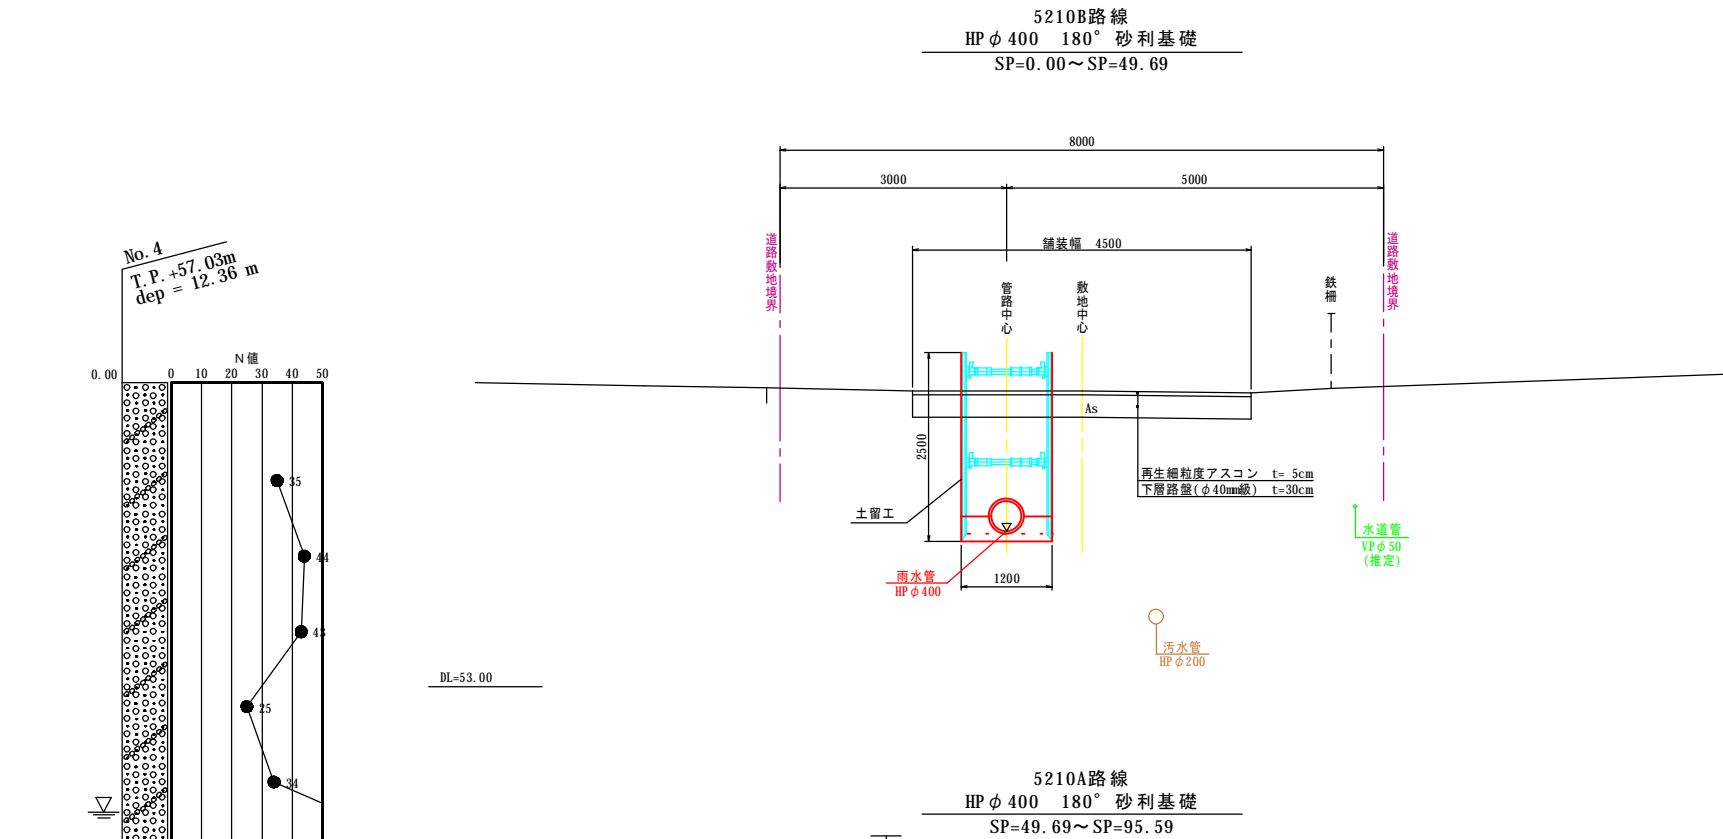 5210B路線
HPφ400 180°砂利基礎
SP=0.00～SP=49.69
8000
3000
5000
舗装幅 4500
道路敷地境界
管路中心
敷地中心
鉄柵
道路敷地境界
No.4
T.P.+57.03m
dep = 12.36 m
N値
0.00
0 10 20 30 40 50
35
44
43
25
34
2500
As
再生細粒度アスコン t= 5cm
下層路盤(φ40mm級) t=30cm
土留工
雨水管
HPφ400
1200
水道管
VPφ50
(推定)
汚水管
HPφ200
DL=53.00
5210A路線
HPφ400 180°砂利基礎
SP=49.69～SP=95.59